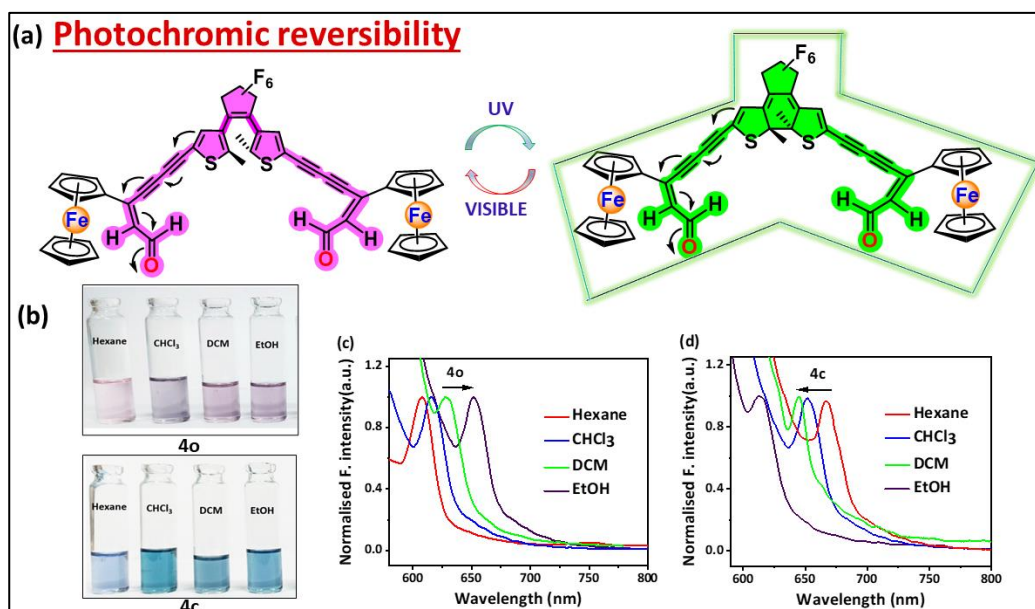 (a) Photochromic reversibility
F6
F6
UV
VISIBLE
S
S
S
S
Fe
Fe
Fe
Fe
H
H
O
H
H
O
H
H
O
H
H
O
(b)
Hexane
CHCl3
DCM
EtOH
4o
Hexane
CHCl3
DCM
EtOH
4c
(c)
4o
Normalised F. intensity(a.u.)
1.2
0.8
0.4
0.0
Hexane
CHCl3
DCM
EtOH
600
650
700
750
800
Wavelength (nm)
(d)
4c
Normalised F. intensity(a.u.)
1.2
0.8
0.4
0.0
Hexane
CHCl3
DCM
EtOH
600
650
700
750
800
Wavelength (nm)